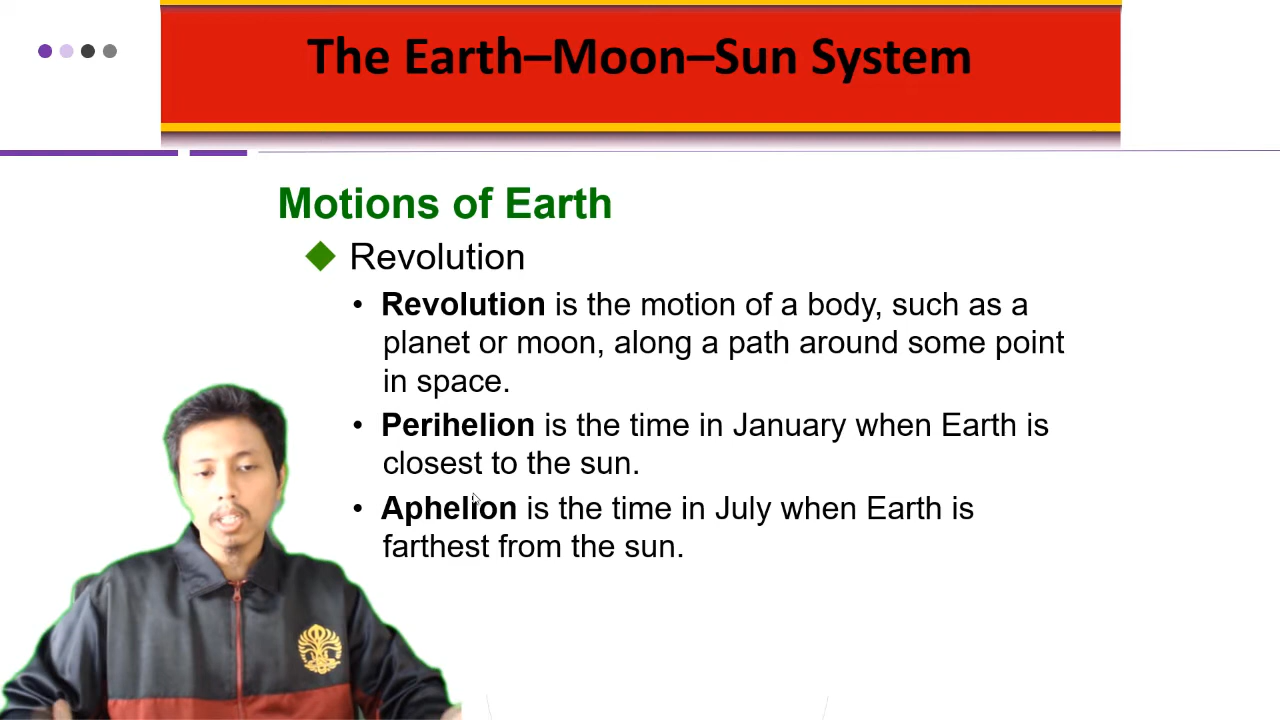 The Earth–Moon–Sun System
Motions of Earth
Revolution
• Revolution is the motion of a body, such as a
planet or moon, along a path around some point
in space.
• Perihelion is the time in January when Earth is
closest to the sun.
• Aphelion is the time in July when Earth is
farthest from the sun.